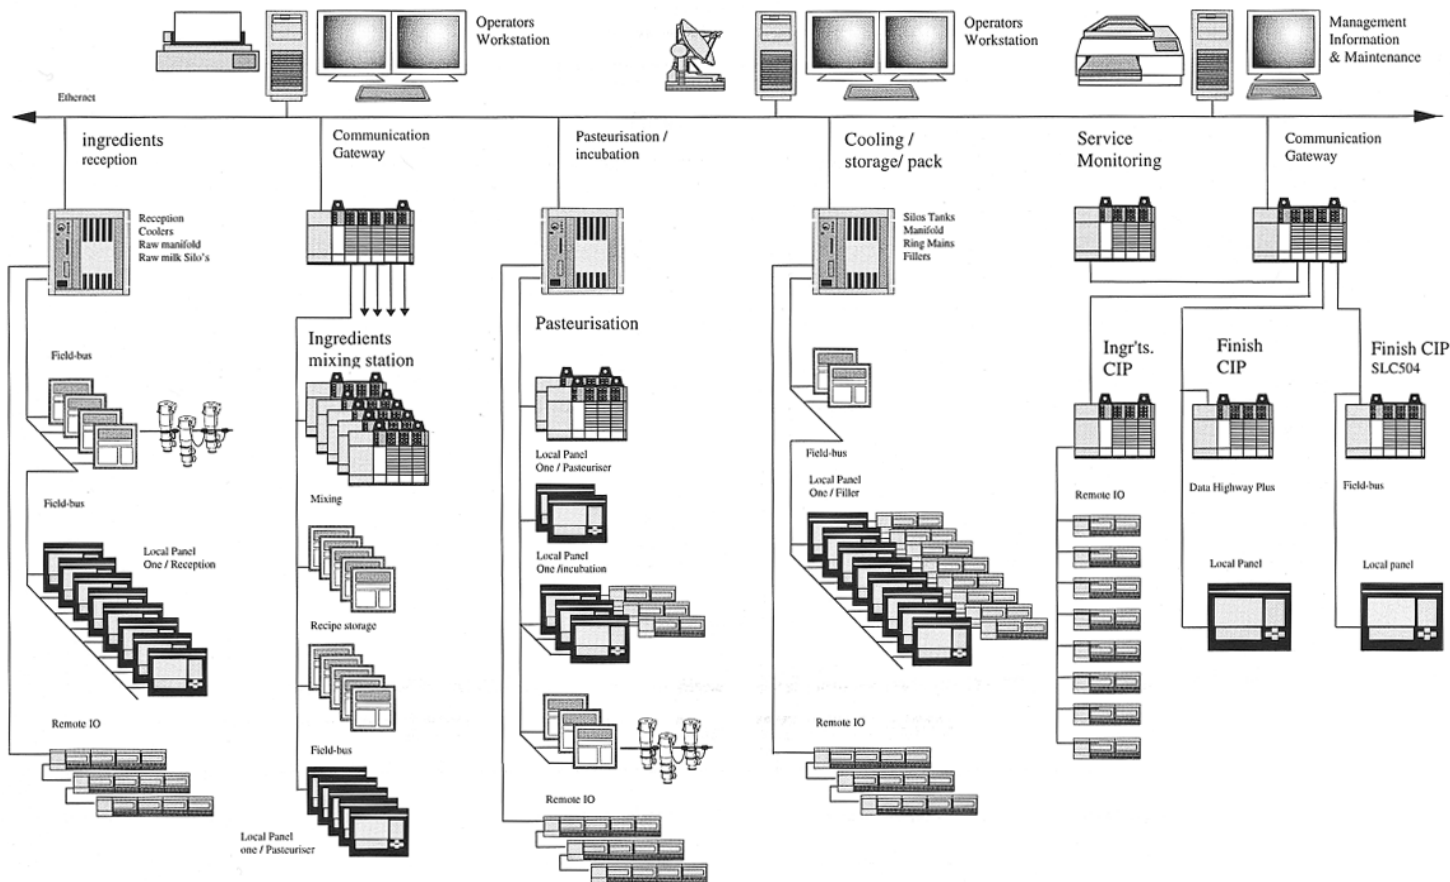 Operators
Workstation
Operators
Workstation
Management
Information
& Maintenance
Ethernet
ingredients
reception
Communication
Gateway
Pasteurisation /
incubation
Cooling /
storage/ pack
Service
Monitoring
Communication
Gateway
Reception
Coolers
Raw manifold
Raw milk Silo's
Silos Tanks
Manifold
Ring Mains
Fillers
Field-bus
Ingredients
mixing station
Pasteurisation
Ingr'ts.
CIP
Finish
CIP
Finish CIP
SLC504
Field-bus
Local Panel
One / Reception
Remote IO
Mixing
Recipe storage
Field-bus
Local Panel
one / Pasteuriser
Local Panel
One / Pasteuriser
Local Panel
One /incubation
Remote IO
Field-bus
Local Panel
One / Filler
Remote IO
Remote IO
Data Highway Plus
Field-bus
Local Panel
Local panel